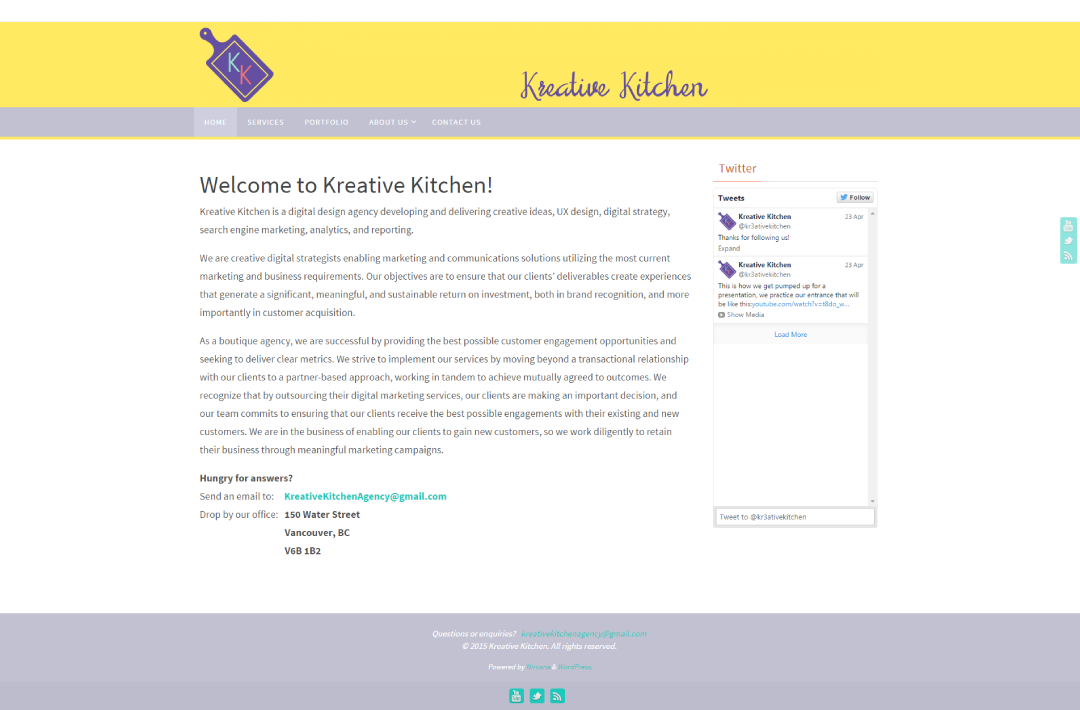 K
K
Kreative Kitchen
HOME SERVICES PORTFOLIO ABOUT US CONTACT US
Welcome to Kreative Kitchen!
Kreative Kitchen is a digital design agency developing and delivering creative ideas, UX design, digital strategy,
search engine marketing, analytics, and reporting.
We are creative digital strategists enabling marketing and communications solutions utilizing the most current
marketing and business requirements. Our objectives are to ensure that our clients' deliverables create experiences
that generate a significant, meaningful, and sustainable return on investment, both in brand recognition, and more
importantly in customer acquisition.
As a boutique agency, we are successful by providing the best possible customer engagement opportunities and
seeking to deliver clear metrics. We strive to implement our services by moving beyond a transactional relationship
with our clients to a partner-based approach, working in tandem to achieve mutually agreed to outcomes. We
recognize that by outsourcing their digital marketing services, our clients are making an important decision, and
our team commits to ensuring that our clients receive the best possible engagements with their existing and new
customers. We are in the business of enabling our clients to gain new customers, so we work diligently to retain
their business through meaningful marketing campaigns.
Hungry for answers?
Send an email to: KreativeKitchenAgency@gmail.com
Drop by our office: 150 Water Street
Vancouver, BC
V6B 1B2
Twitter
Tweets Follow
Kreative Kitchen 23 Apr
@kr3ativekitchen
Thanks for following us!
Expand
Kreative Kitchen 23 Apr
@kr3ativekitchen
This is how we get pumped up for a
presentation, we practice our entrance that will
be like this:youtube.com/watch?v=t8do_w...
Show Media
Load More
Tweet to @kr3ativekitchen
You
Tube
Questions or enquiries? kreativekitchenagency@gmail.com
© 2015 Kreative Kitchen. All rights reserved.
Powered by Nirvana & WordPress.
You
Tube